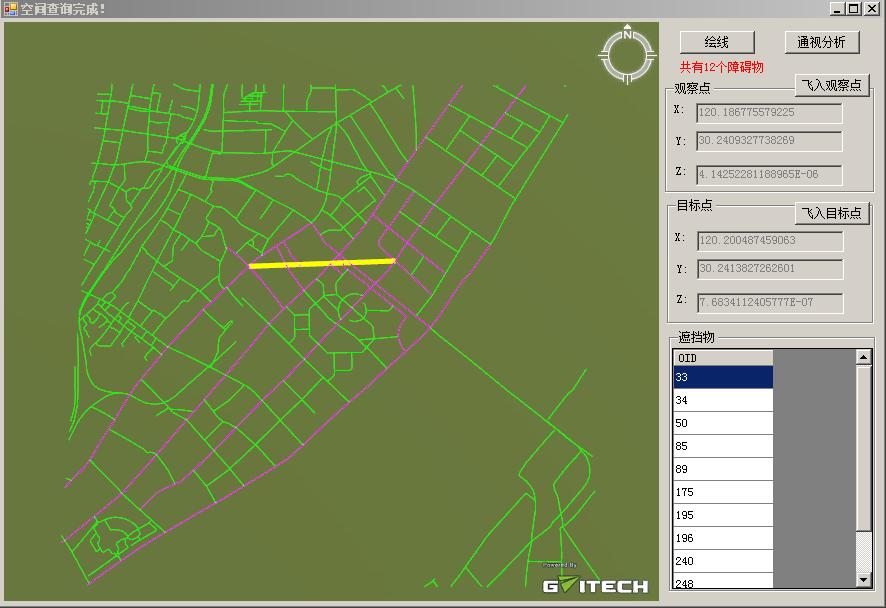 空间查询完成!
N
绘线
通视分析
共有12个障碍物
观察点
飞入观察点
X: 120.186775579225
Y: 30.2409327738269
Z: 4.14252281188965E-06
目标点
飞入目标点
X: 120.200487459063
Y: 30.2413827262601
Z: 7.6834112405777E-07
遮挡物
OID
33
34
50
85
89
175
195
196
240
248
Powered By
GVITECH